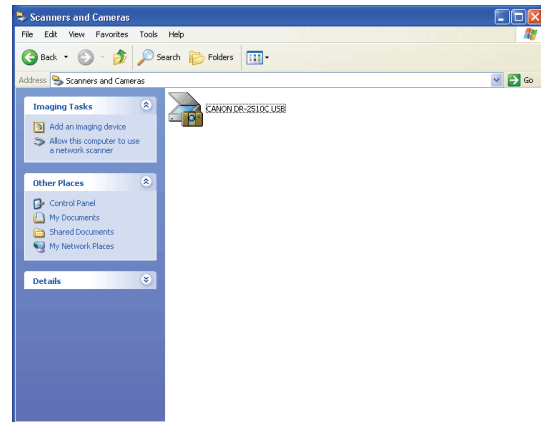 Scanners and Cameras
File Edit View Favorites Tools Help
Back Search Folders
Address Scanners and Cameras Go
Imaging Tasks
CANON DR-2510C USB
Add an imaging device
Allow this computer to use
a network scanner
Other Places
Control Panel
My Documents
Shared Documents
My Network Places
Details